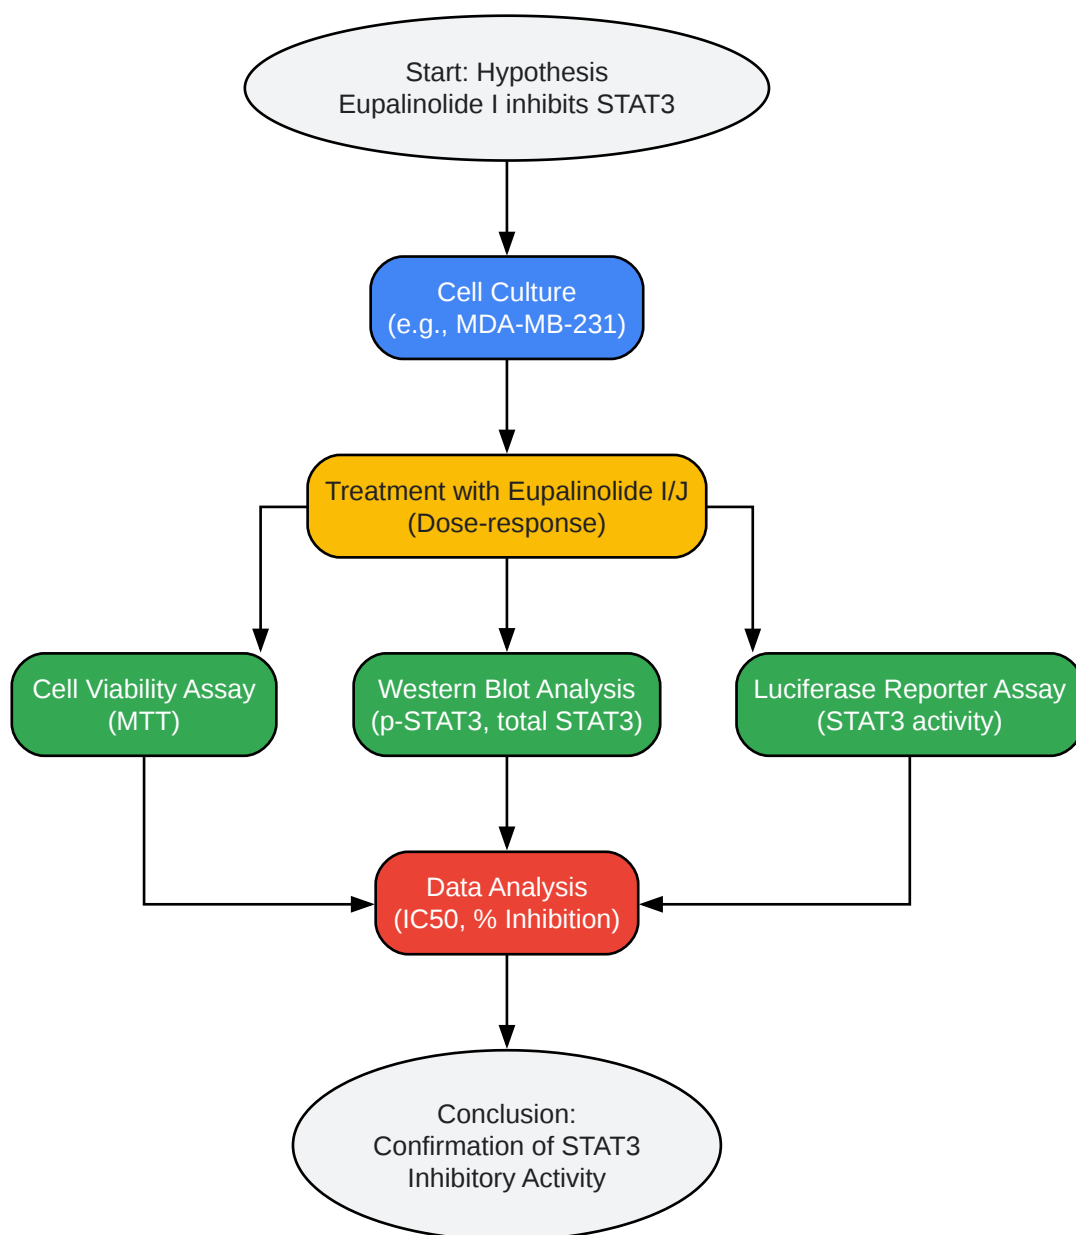 Start: Hypothesis
Eupalinolide I inhibits STAT3
Cell Culture
(e.g., MDA-MB-231)
Treatment with Eupalinolide I/J
(Dose-response)
Cell Viability Assay
(MTT)
Western Blot Analysis
(p-STAT3, total STAT3)
Luciferase Reporter Assay
(STAT3 activity)
Data Analysis
(IC50, % Inhibition)
Conclusion:
Confirmation of STAT3
Inhibitory Activity